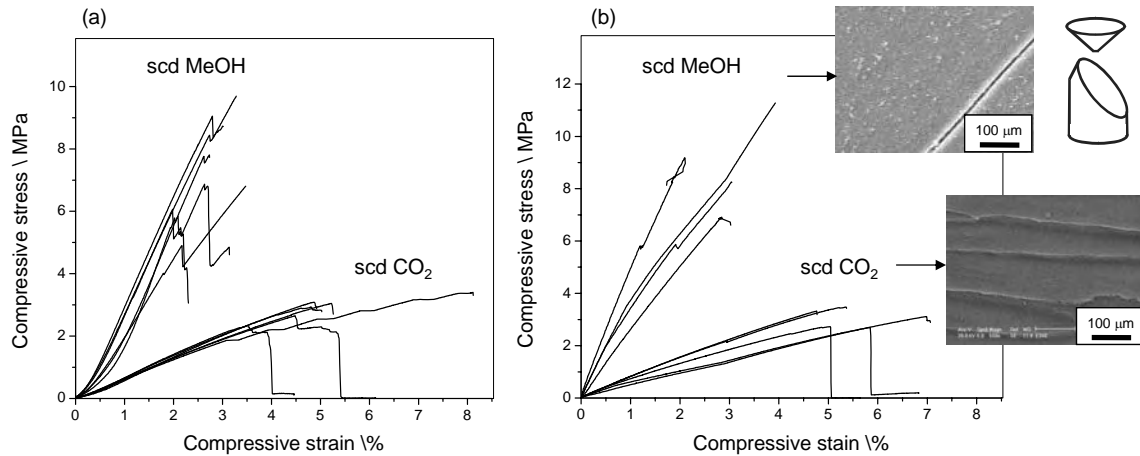 (a)
scd MeOH
scd CO2
Compressive stress \ MPa
10
8
6
4
2
0
0 1 2 3 4 5 6 7 8
Compressive strain \%
(b)
scd MeOH
scd CO2
Compressive stress \ MPa
12
10
8
6
4
2
0
0 1 2 3 4 5 6 7 8
Compressive stain \%
100 μm
100 μm